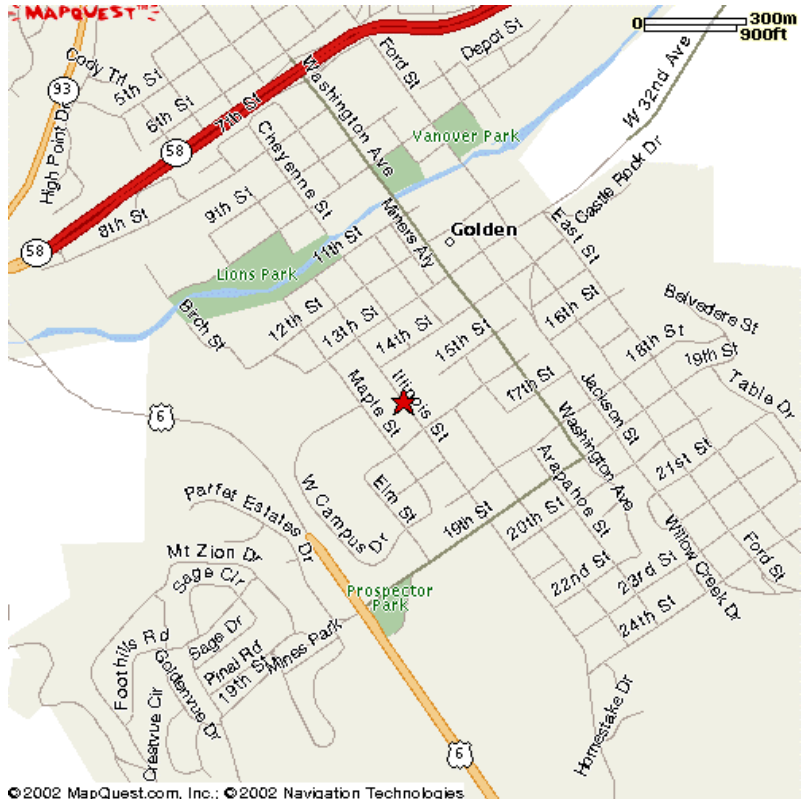 MAPQUEST™
0 300m
900ft
Cody Trl
5th St
6th St
7th St
93
High Point Dr
58
58
8th St
9th St
Cheyenne St
Washington Ave
Ford St
Depot St
W 32nd Ave
Vanover Park
Castle Rock Dr
East St
Golden
Miners Aly
11th St
Lions Park
Birch St
12th St
13th St
14th St
15th St
16th St
Belvedere St
18th St
19th St
Table Dr
Illinois St
Maple St
17th St
Jackson St
Washington Ave
6
W Campus Dr
Elm St
Arapahoe St
21st St
19th St
20th St
Parfet Estates Dr
Mt Zion Dr
Sage Cir
Prospector
Park
22nd St
23rd St
24th St
Willow Creek Dr
Ford St
Foothills Rd
Sage Dr
Pinal Rd
19th St
Mines Park
Goldenvue Dr
Crestvue Cir
Homestake Dr
6
©2002 MapQuest.com, Inc.; ©2002 Navigation Technologies